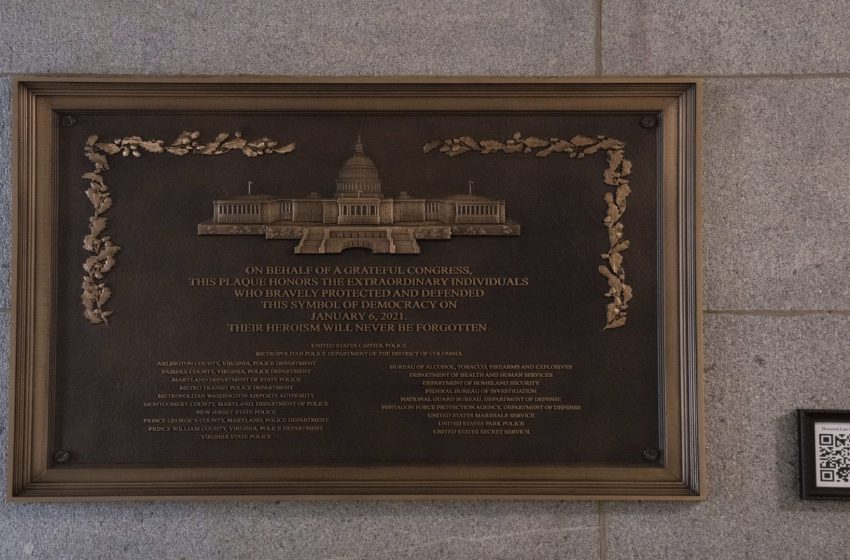 ON BEHALF OF A GRATEFUL CONGRESS,
THIS PLAQUE HONORS THE EXTRAORDINARY INDIVIDUALS
WHO BRAVELY PROTECTED AND DEFENDED
THIS SYMBOL OF DEMOCRACY ON
JANUARY 6, 2021.
THEIR HEROISM WILL NEVER BE FORGOTTEN.
UNITED STATES CAPITOL POLICE
METROPOLITAN POLICE DEPARTMENT OF THE DISTRICT OF COLUMBIA
ARLINGTON COUNTY, VIRGINIA, POLICE DEPARTMENT
FAIRFAX COUNTY, VIRGINIA, POLICE DEPARTMENT
MARYLAND DEPARTMENT OF STATE POLICE
METRO TRANSIT POLICE DEPARTMENT
METROPOLITAN WASHINGTON AIRPORTS AUTHORITY
MONTGOMERY COUNTY, MARYLAND, DEPARTMENT OF POLICE
NEW JERSEY STATE POLICE
PRINCE GEORGE'S COUNTY, MARYLAND, POLICE DEPARTMENT
PRINCE WILLIAM COUNTY, VIRGINIA, POLICE DEPARTMENT
VIRGINIA STATE POLICE
BUREAU OF ALCOHOL, TOBACCO, FIREARMS AND EXPLOSIVES
DEPARTMENT OF HEALTH AND HUMAN SERVICES
DEPARTMENT OF HOMELAND SECURITY
FEDERAL BUREAU OF INVESTIGATION
NATIONAL GUARD BUREAU, DEPARTMENT OF DEFENSE
PENTAGON FORCE PROTECTION AGENCY, DEPARTMENT OF DEFENSE
UNITED STATES MARSHALS SERVICE
UNITED STATES PARK POLICE
UNITED STATES SECRET SERVICE